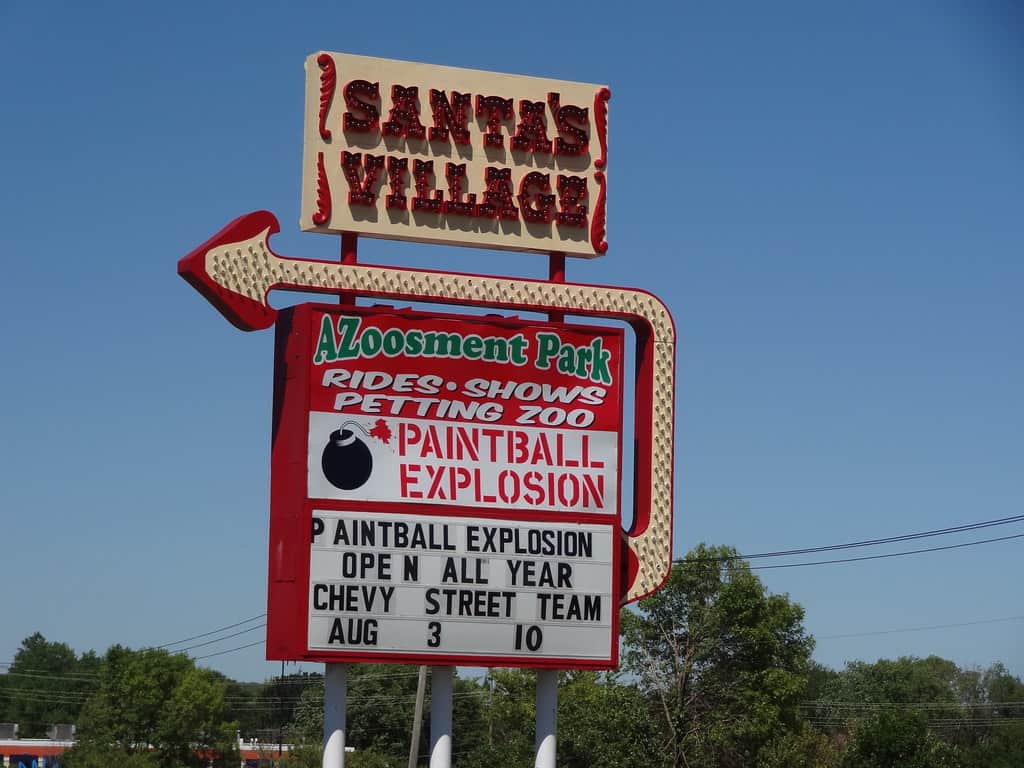 SANTA'S
VILLAGE
AZoosment Park
RIDES • SHOWS
PETTING ZOO
PAINTBALL
EXPLOSION
PAINTBALL EXPLOSION
OPEN ALL YEAR
CHEVY STREET TEAM
AUG 3 10